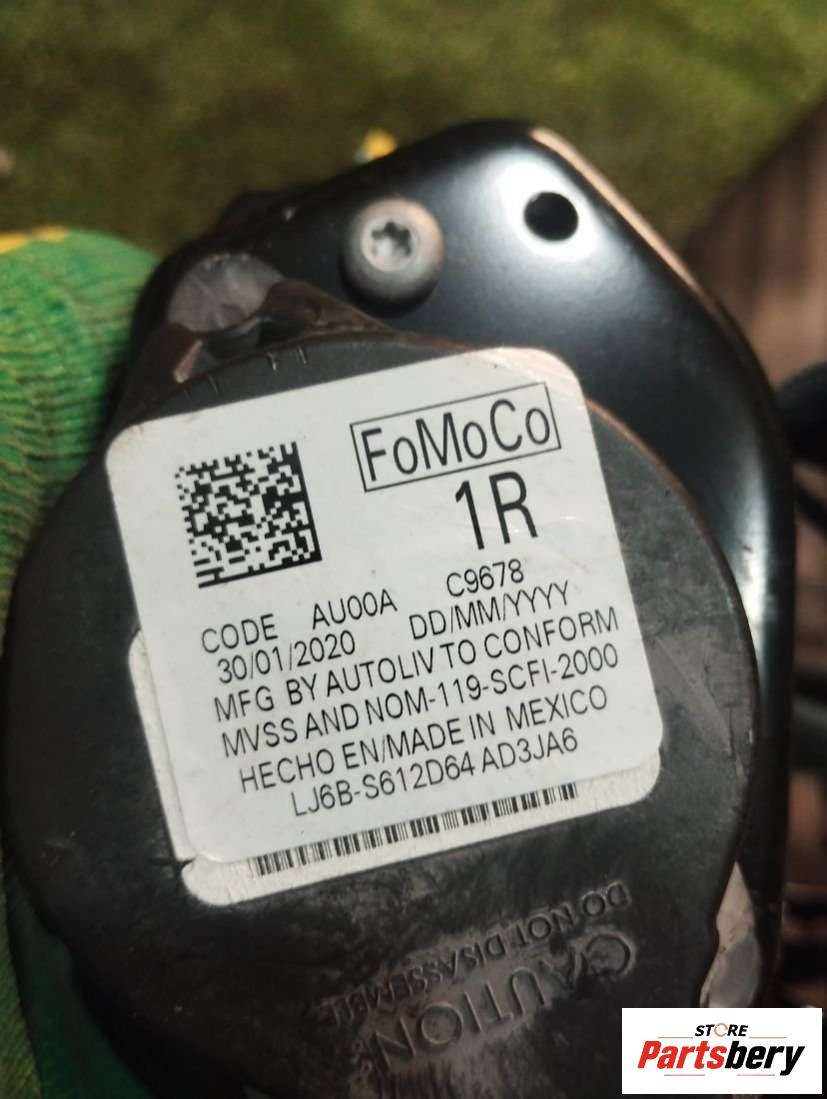 FoMoCo
1R
CODE AU00A C9678
30/01/2020 DD/MM/YYYY
MFG BY AUTOLIV TO CONFORM
MVSS AND NOM-119-SCFI-2000
HECHO EN/MADE IN MEXICO
LJ6B-S612D64 AD3JA6
CAUTION
DO NOT DISASSEMBLE
STORE
Partsbery